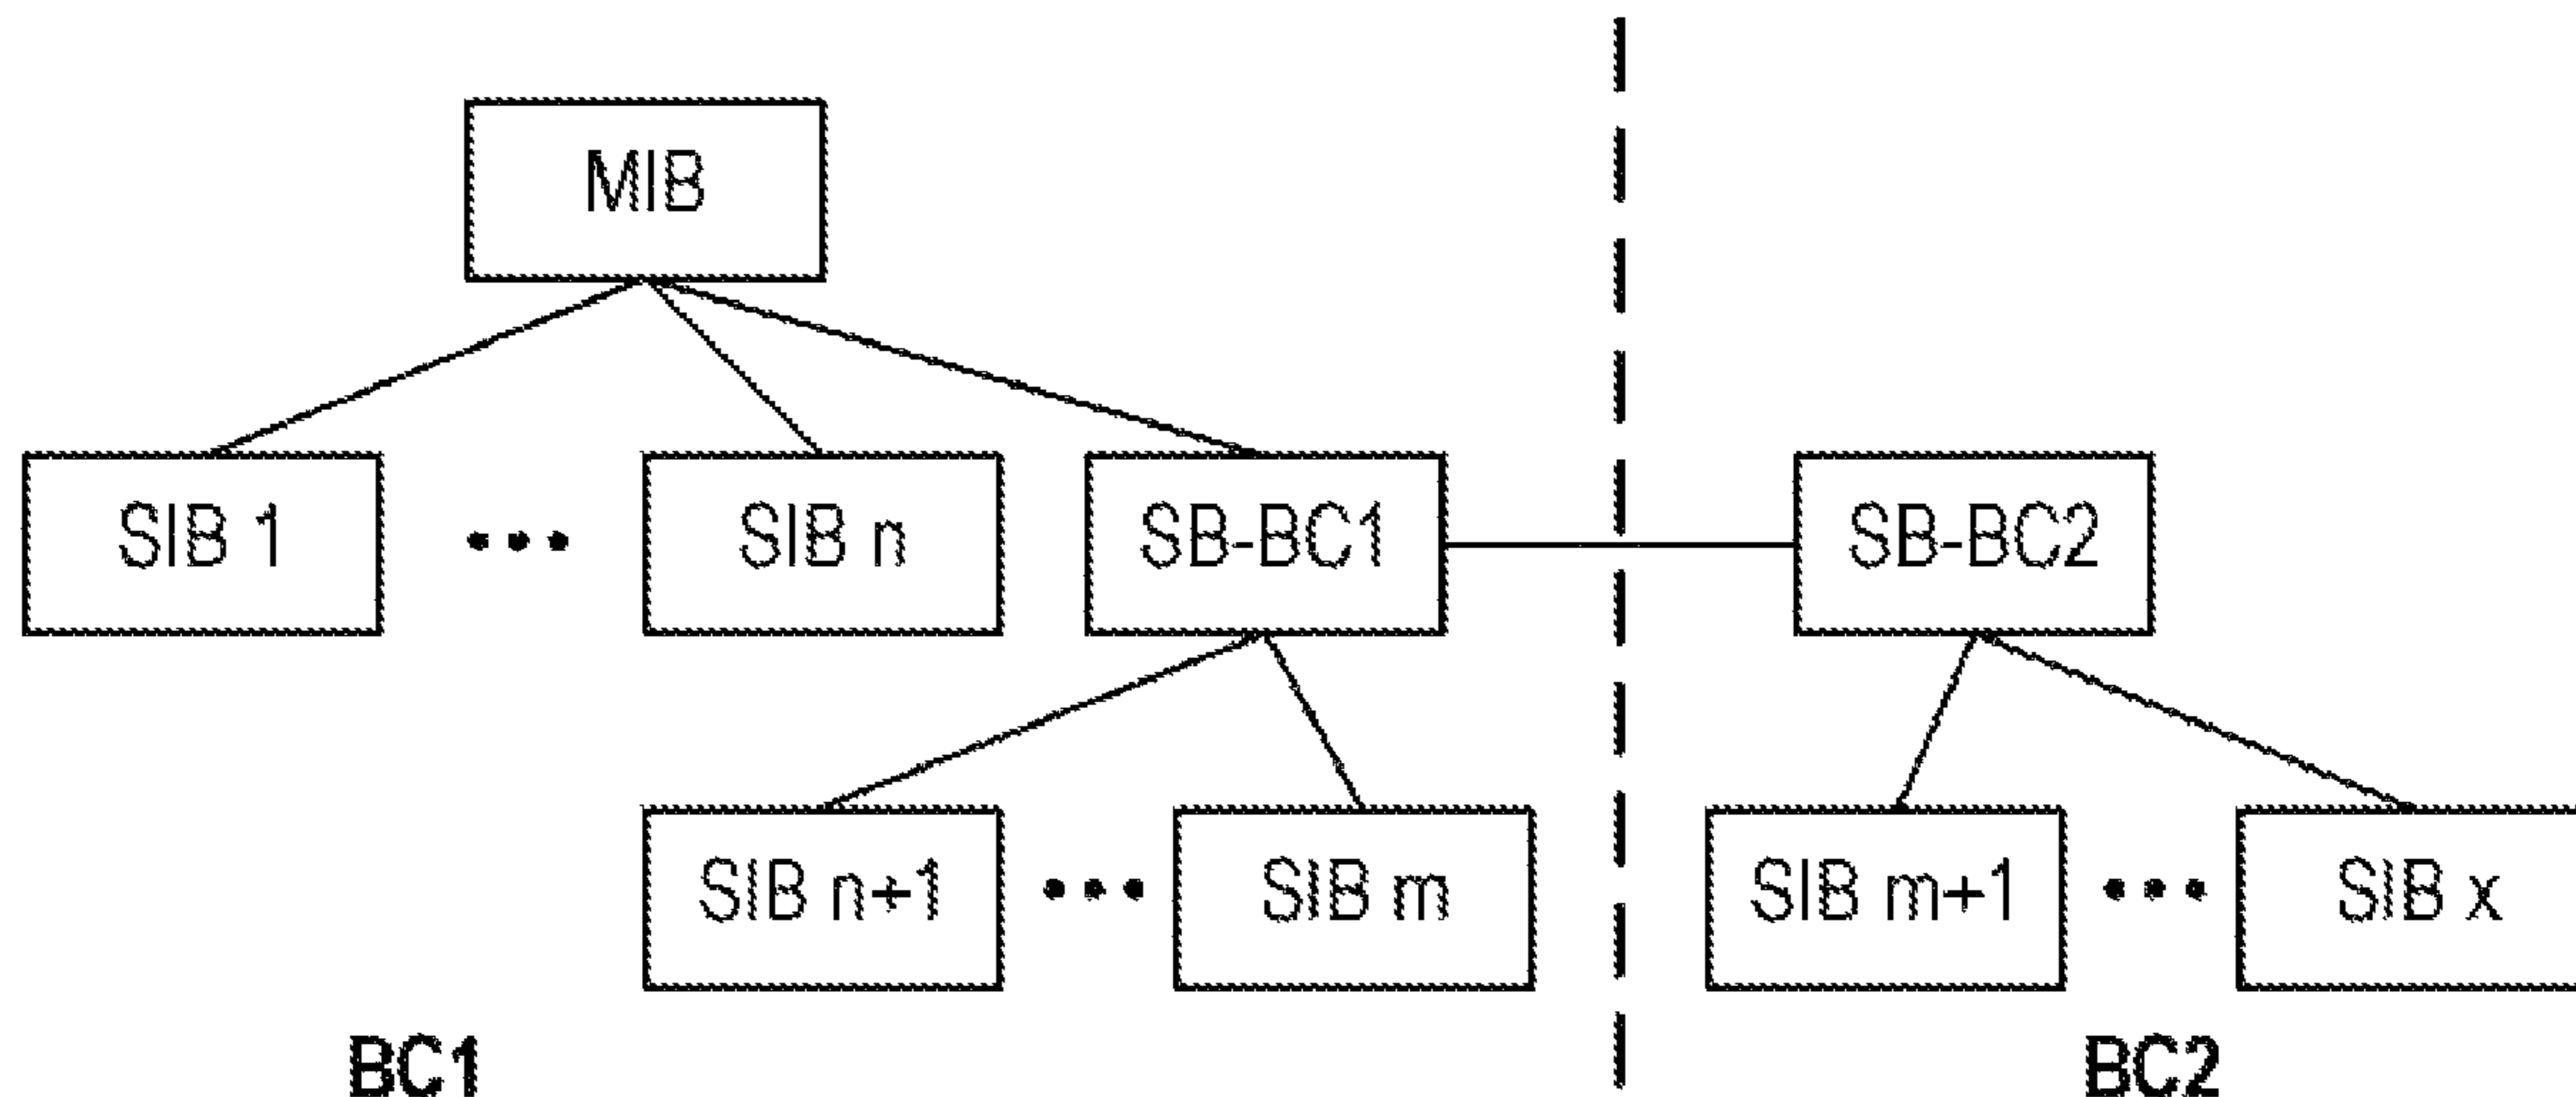 MIB
SIB 1 ••• SIB n SB-BC1 SB-BC2
SIB n+1 ••• SIB m SIB m+1 ••• SIB x
BC1 BC2